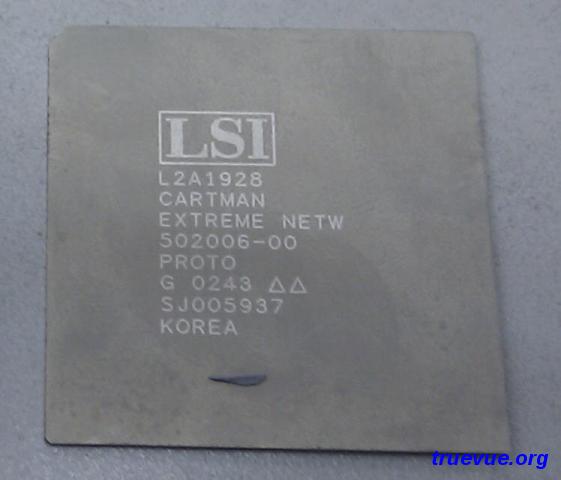 LSI
L2A1928
CARTMAN
EXTREME NETW
502006-00
PROTO
G 0243 ΔΔ
SJ005937
KOREA
truevue.org